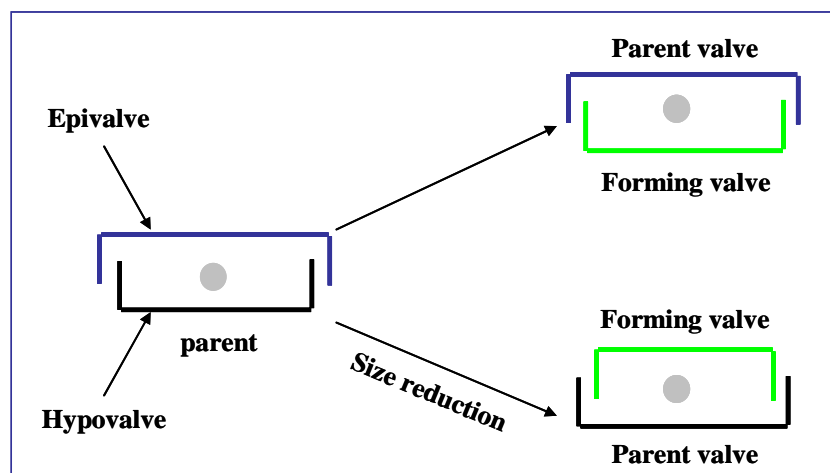 Parent valve
Epivalve
Forming valve
parent
Forming valve
Size reduction
Hypovalve
Parent valve